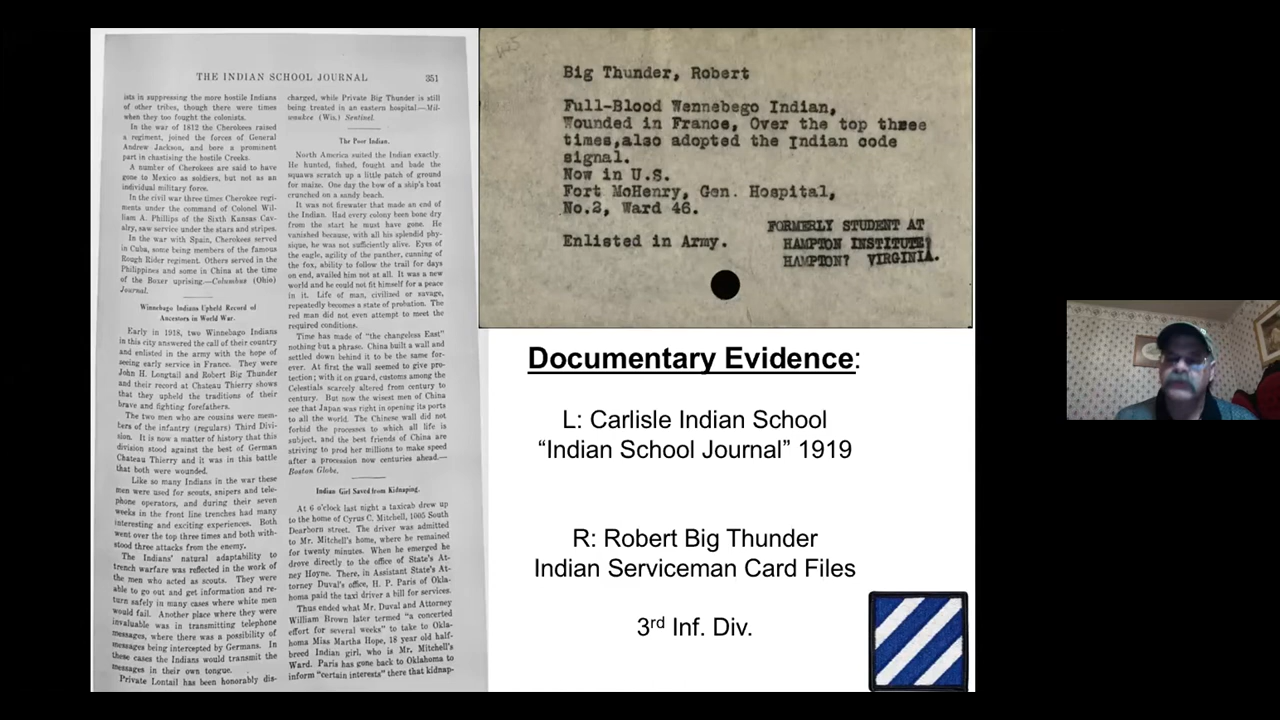 THE INDIAN SCHOOL JOURNAL 351
ists in suppressing the more hostile Indians
of other tribes, though there were times
when they too fought the colonists.
In the war of 1812 the Cherokees raised
a regiment, joined the forces of General
Andrew Jackson, and bore a prominent
part in chastising the hostile Creeks.
A number of Cherokees are said to have
gone to Mexico as soldiers, but not as an
individual military force.
In the civil war three times Cherokee regi-
ments under the command of Colonel Wil-
liam A. Phillips of the Sixth Kansas Cav-
alry, saw service under the stars and stripes.
In the war with Spain, Cherokees served
in Cuba, some being members of the famous
Rough Rider regiment. Others served in the
Philippines and some in China at the time
of the Boxer uprising.—Columbus (Ohio)
Journal.
Winnebago Indians Upheld Record of
Ancestors in World War.
Early in 1918, two Winnebago Indians
in this city answered the call of their country
and enlisted in the army with the hope of
seeing early service in France. They were
John H. Longtail and Robert Big Thunder
and their record at Chateau Thierry shows
that they upheld the traditions of their
brave and fighting forefathers.
The two men who are cousins were mem-
bers of the infantry (regulars) Third Divi-
sion. It is now a matter of history that this
division stood against the best of German
Chateau Thierry and it was in this battle
that both were wounded.
Like so many Indians in the war these
men were used for scouts, snipers and tele-
phone operators, and during their seven
weeks in the front line trenches had many
interesting and exciting experiences. Both
went over the top three times and both with-
stood three attacks from the enemy.
The Indians' natural adaptability to
trench warfare was reflected in the work of
the men who acted as scouts. They were
able to go out and get information and re-
turn safely in many cases where white men
would fail. Another place where they were
invaluable was in transmitting telephone
messages, where there was a possibility of
messages being intercepted by Germans. In
these cases the Indians would transmit the
messages in their own tongue.
Private Lontail has been honorably dis-
charged, while Private Big Thunder is still
being treated in an eastern hospital.—Mil-
waukee (Wis.) Sentinel.
The Poor Indian.
North America suited the Indian exactly.
He hunted, fished, fought and bade the
squaws scratch up a little patch of ground
for maize. One day the bow of a ship's boat
crunched on a sandy beach.
It was not firewater that made an end of
the Indian. Had every colony been bone dry
from the start he must have gone. He
vanished because, with all his splendid phy-
sique, he was not sufficiently alive. Eyes of
the eagle, agility of the panther, cunning of
the fox, ability to follow the trail for days
on end, availed him not at all. It was a new
world and he could not fit himself for a peace
in it. Life of man, civilized or savage,
repeatedly becomes a state of probation. The
red man did not even attempt to meet the
required conditions.
Time has made of "the changeless East"
nothing but a phrase. China built a wall and
settled down behind it to be the same for-
ever. At first the wall seemed to give pro-
tection; with it on guard, customs among the
Celestials scarcely altered from century to
century. But now the wisest men of China
see that Japan was right in opening its ports
to all the world. The Chinese wall did not
forbid the processes to which all life is
subject, and the best friends of China are
striving to prod her millions to make speed
after a procession now centuries ahead.—
Boston Globe.
Indian Girl Saved from Kidnaping.
At 6 o'clock last night a taxicab drew up
to the home of Cyrus C. Mitchell, 1005 South
Dearborn street. The driver was admitted
to Mr. Mitchell's home, where he remained
for twenty minutes. When he emerged he
drove directly to the office of State's At-
torney Hoyne. There, in Assistant State's At-
torney Duval's office, H. P. Paris of Okla-
homa paid the taxi driver a bill for services.
Thus ended what Mr. Duval and Attorney
William Brown later termed "a concerted
effort for several weeks" to take to Okla-
homa Miss Martha Hope, 18 year old half-
breed Indian girl, who is Mr. Mitchell's
Ward. Paris has gone back to Oklahoma to
inform "certain interests" there that kidnap-
Big Thunder, Robert
Full-Blood Wennebego Indian,
Wounded in France, Over the top three
times,also adopted the Indian code
signal.
Now in U.S.
Fort McHenry, Gen. Hospital,
No.2, Ward 46.
Enlisted in Army.
FORMERLY STUDENT AT
HAMPTON INSTITUTE?
HAMPTON? VIRGINIA.
Documentary Evidence:
L: Carlisle Indian School
“Indian School Journal” 1919
R: Robert Big Thunder
Indian Serviceman Card Files
3rd Inf. Div.